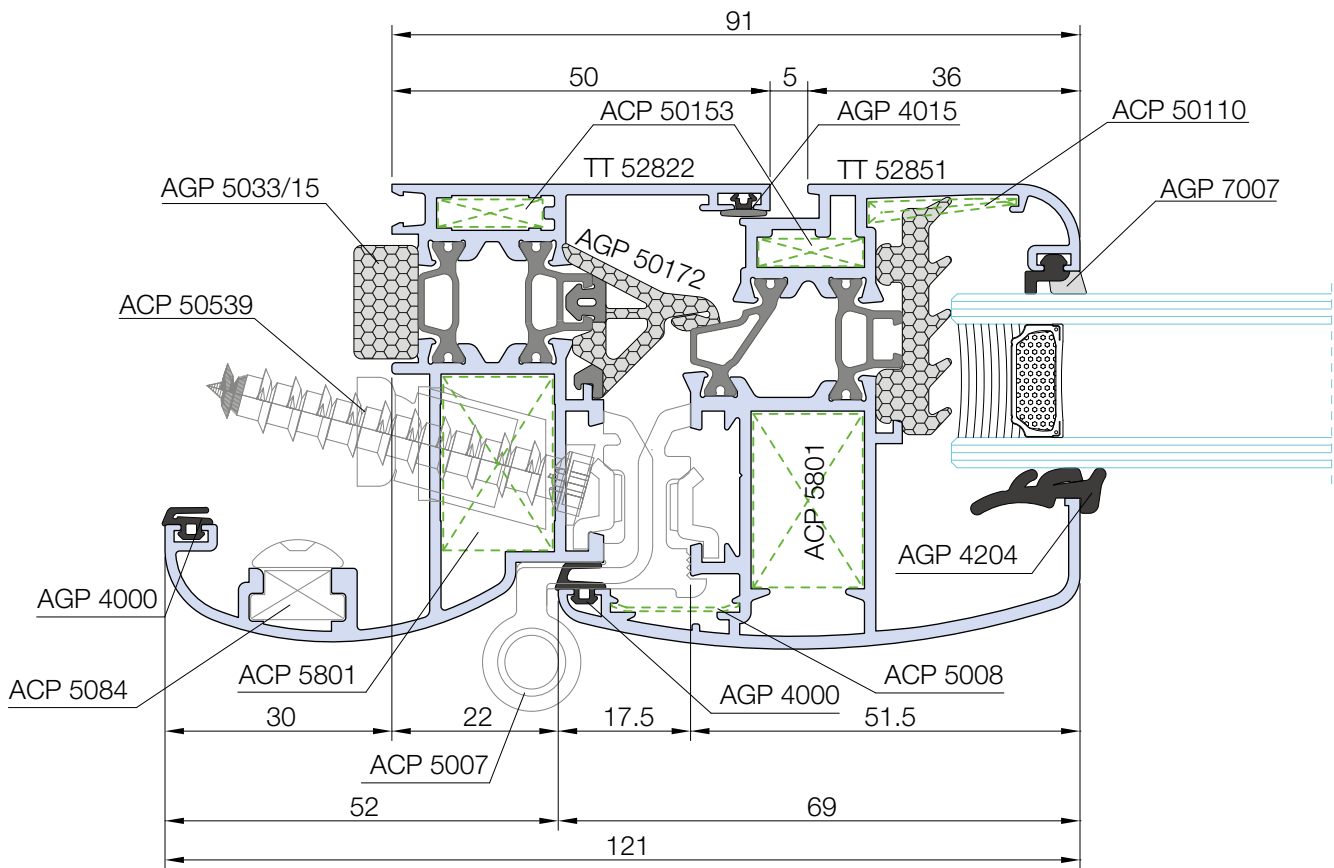 91
50
5
36
ACP 50153
AGP 4015
ACP 50110
TT 52822
TT 52851
AGP 5033/15
AGP 7007
AGP 50172
ACP 50539
ACP 5801
AGP 4204
AGP 4000
ACP 5084
ACP 5801
AGP 4000
ACP 5008
30
22
17.5
51.5
ACP 5007
52
69
121